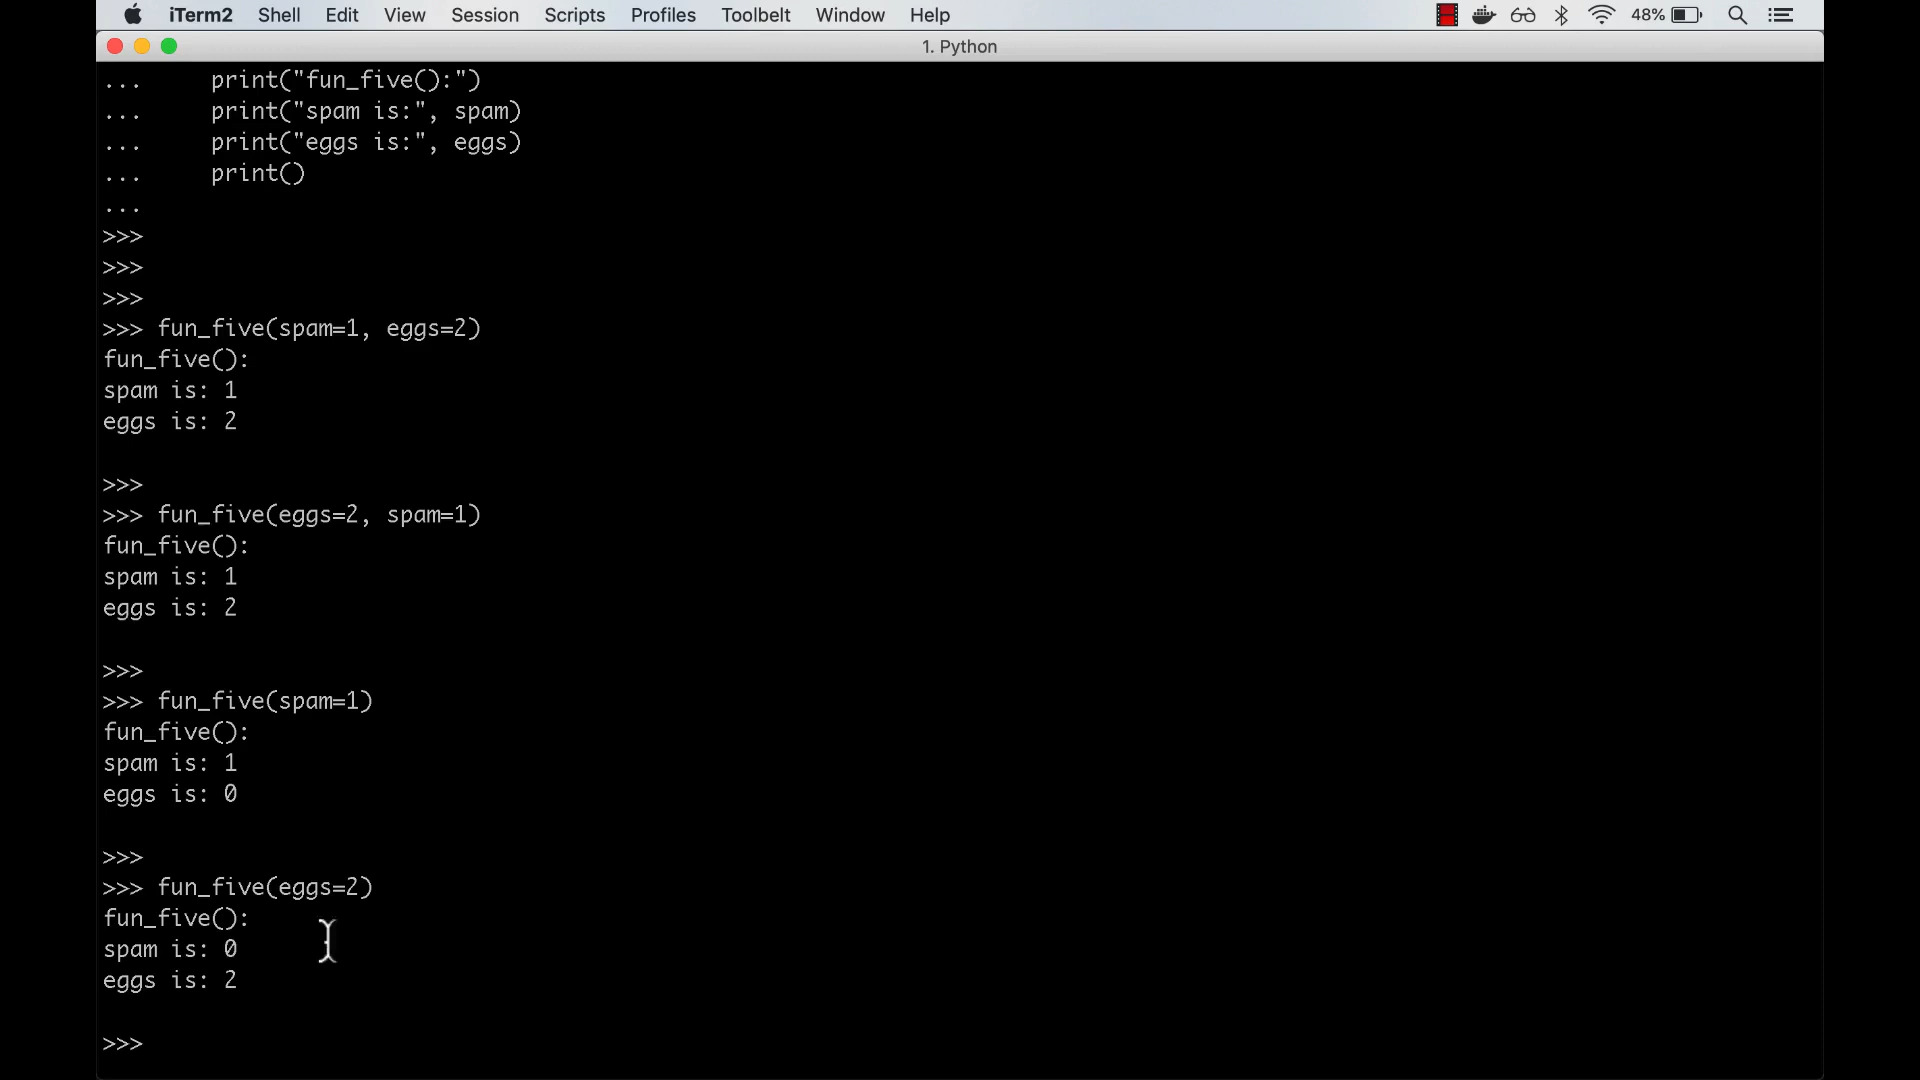 iTerm2 Shell Edit View Session Scripts Profiles Toolbelt Window Help 48%
1. Python
...     print("fun_five():")
...     print("spam is:", spam)
...     print("eggs is:", eggs)
...     print()
...
>>>
>>>
>>>
>>> fun_five(spam=1, eggs=2)
fun_five():
spam is: 1
eggs is: 2
>>>
>>> fun_five(eggs=2, spam=1)
fun_five():
spam is: 1
eggs is: 2
>>>
>>> fun_five(spam=1)
fun_five():
spam is: 1
eggs is: 0
>>>
>>> fun_five(eggs=2)
fun_five():
spam is: 0
eggs is: 2
>>>